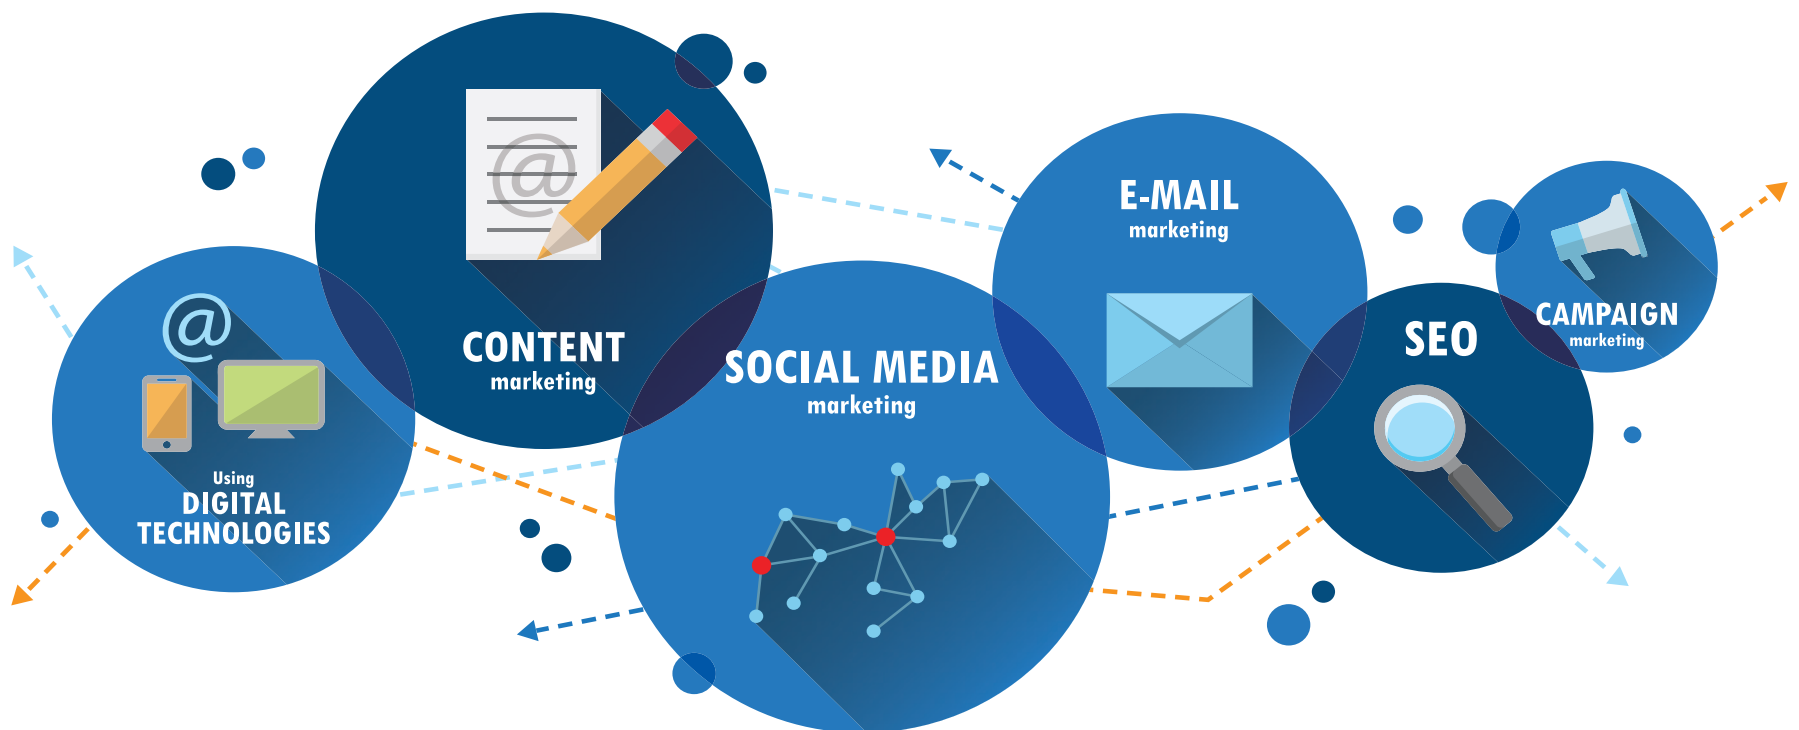 Using
DIGITAL
TECHNOLOGIES
@
@
CONTENT
marketing
SOCIAL MEDIA
marketing
E-MAIL
marketing
SEO
CAMPAIGN
marketing